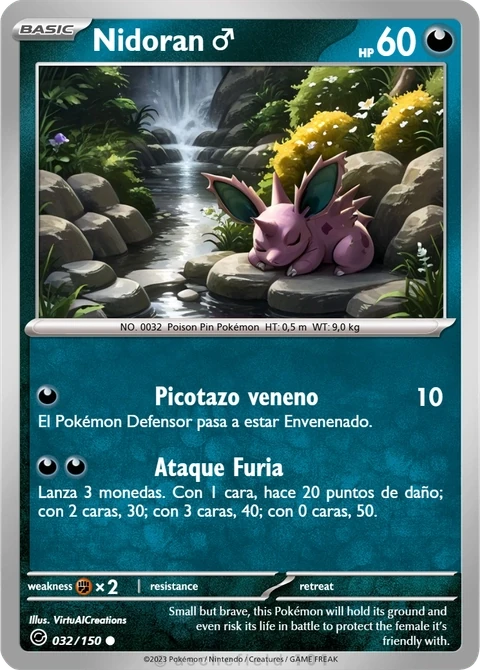 BASIC
Nidoran ♂
HP 60
NO. 0032 Poison Pin Pokémon HT: 0,5 m WT: 9,0 kg
Picotazo veneno 10
El Pokémon Defensor pasa a estar Envenenado.
Ataque Furia
Lanza 3 monedas. Con 1 cara, hace 20 puntos de daño;
con 2 caras, 30; con 3 caras, 40; con 0 caras, 50.
weakness ×2 resistance retreat
Illus. VirtuAlCreations
032/150
Small but brave, this Pokémon will hold its ground and
even risk its life in battle to protect the female it's
friendly with.
©2023 Pokémon / Nintendo / Creatures / GAME FREAK